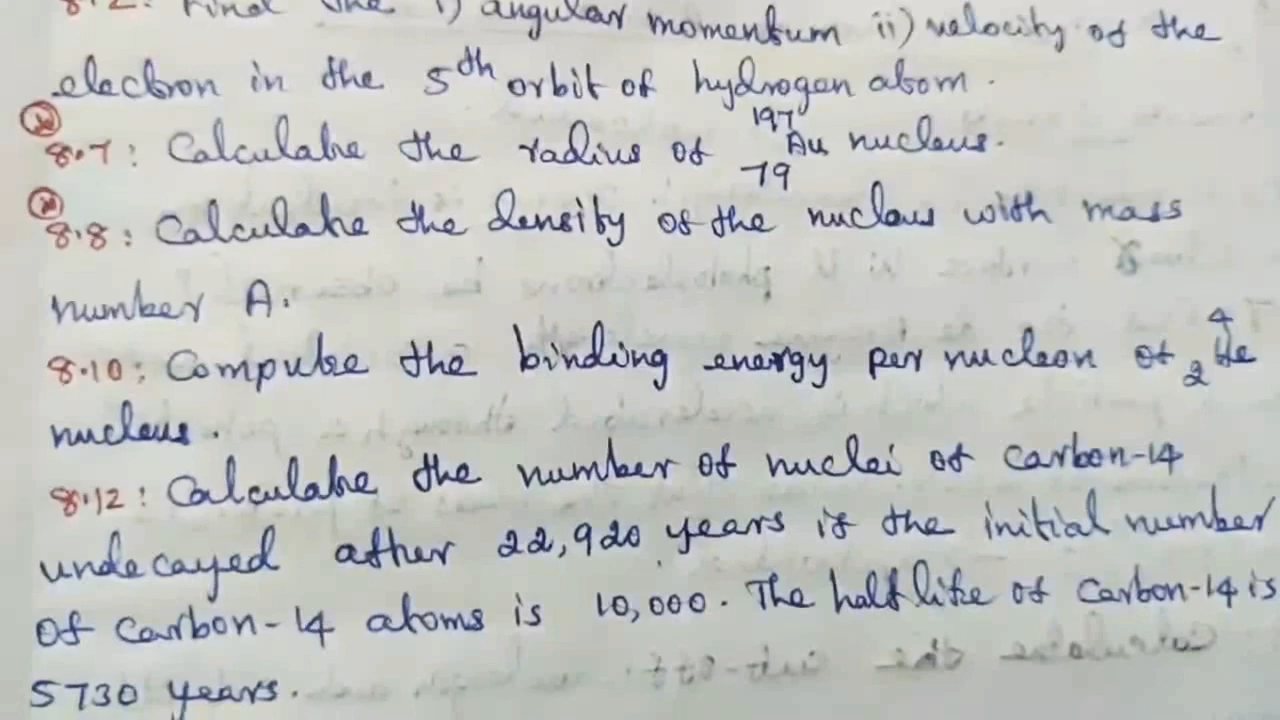 8.2: Find the i) angular momentum ii) velocity of the
electron in the 5th orbit of hydrogen atom.
8.7: Calculate the radius of 197 79 Au nucleus.
8.8: Calculate the density of the nucleus with mass
number A.
8.10: Compute the binding energy per nucleon of 4 2 He
nucleus.
8.12: Calculate the number of nuclei of carbon-14
undecayed after 22,920 years if the initial number
of carbon-14 atoms is 10,000. The half life of carbon-14 is
5730 years.